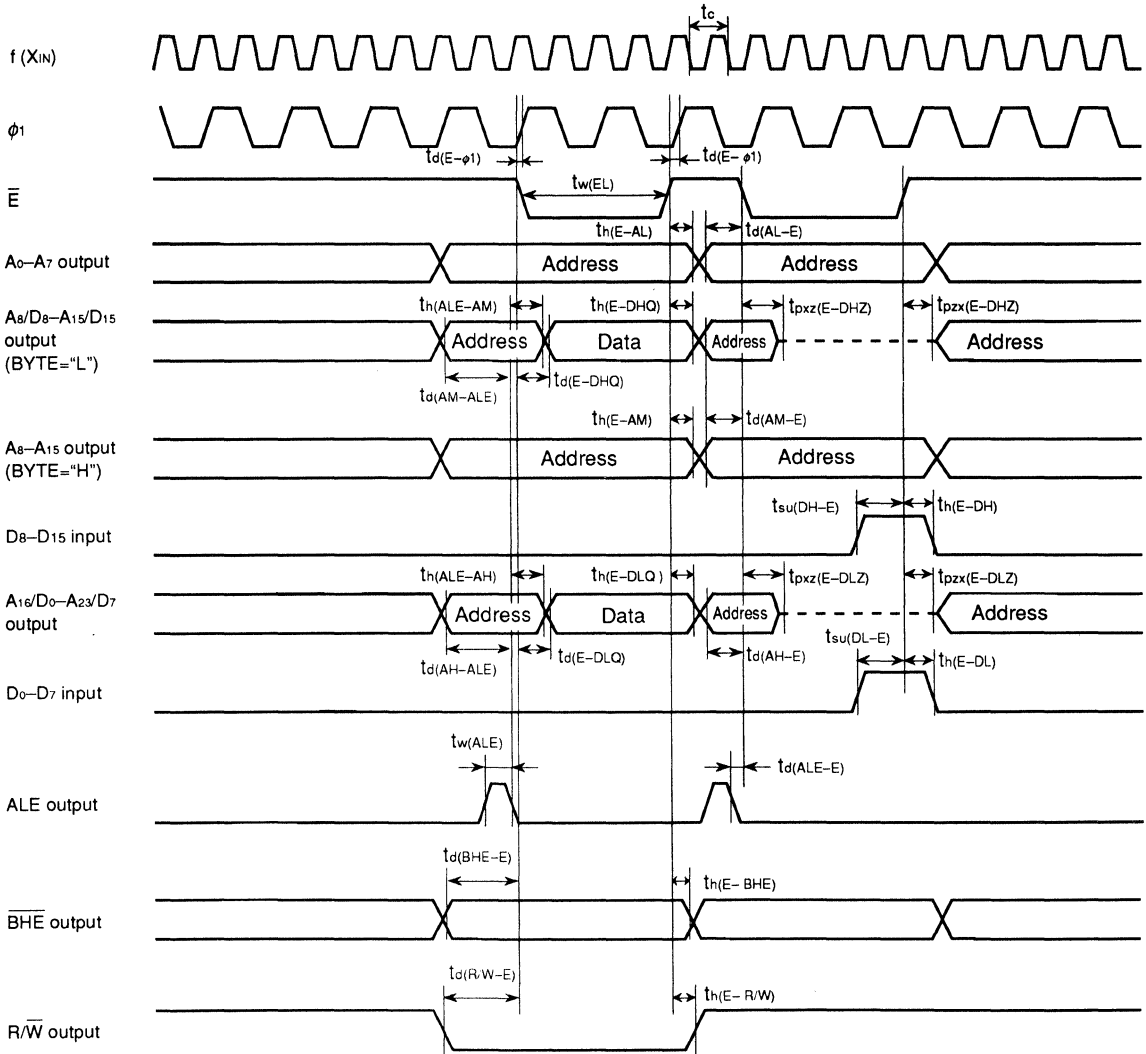 tc
f (XIN)
ϕ1
td(E-ϕ1) td(E-ϕ1)
tw(EL)
E̅
th(E-AL) td(AL-E)
A0–A7 output Address Address
th(ALE-AM) th(E-DHQ) tpxz(E-DHZ) tpzx(E-DHZ)
A8/D8–A15/D15
output
(BYTE="L")
Address Data Address Address
td(AM-ALE) td(E-DHQ)
th(E-AM) td(AM-E)
A8–A15 output
(BYTE="H")
Address Address
tsu(DH-E) th(E-DH)
D8–D15 input
th(ALE-AH) th(E-DLQ) tpxz(E-DLZ) tpzx(E-DLZ)
A16/D0–A23/D7
output
Address Data Address Address
td(AH-ALE) td(E-DLQ) td(AH-E) tsu(DL-E) th(E-DL)
D0–D7 input
tw(ALE) td(ALE-E)
ALE output
td(BHE-E) th(E-BHE)
B̅H̅E̅ output
td(R/W-E) th(E-R/W)
R/W̅ output